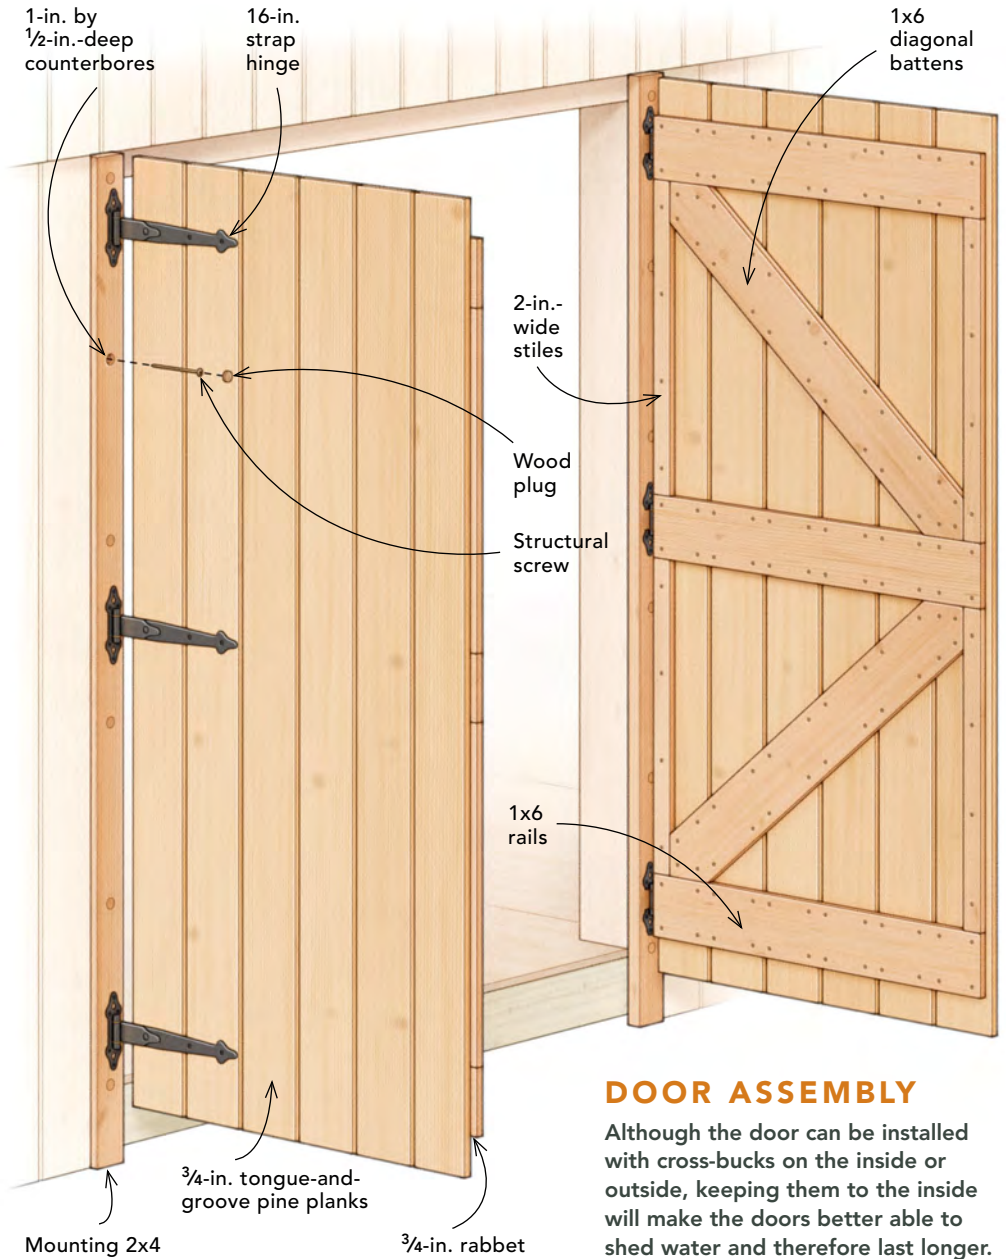 1-in. by
½-in.-deep
counterbores
16-in.
strap
hinge
1x6
diagonal
battens
2-in.-
wide
stiles
Wood
plug
Structural
screw
1x6
rails
¾-in. tongue-and-
groove pine planks
Mounting 2x4
¾-in. rabbet
DOOR ASSEMBLY
Although the door can be installed
with cross-bucks on the inside or
outside, keeping them to the inside
will make the doors better able to
shed water and therefore last longer.